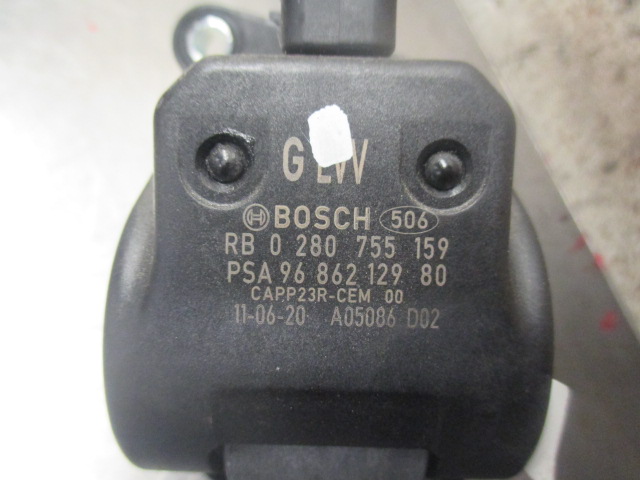 G
BOSCH 506
RB 0 280 755 159
PSA 96 862 129 80
CAPP23R-CEM 00
11-06-20 A05086 D02